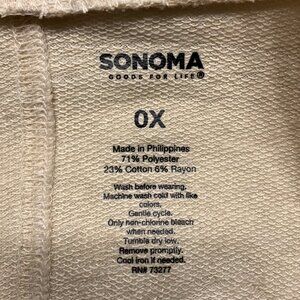 SONOMA
GOODS FOR LIFE®
0X
Made in Philippines
71% Polyester
23% Cotton 6% Rayon
Wash before wearing.
Machine wash cold with like
colors.
Gentle cycle.
Only non-chlorine bleach
when needed.
Tumble dry low.
Remove promptly.
Cool iron if needed.
RN# 73277